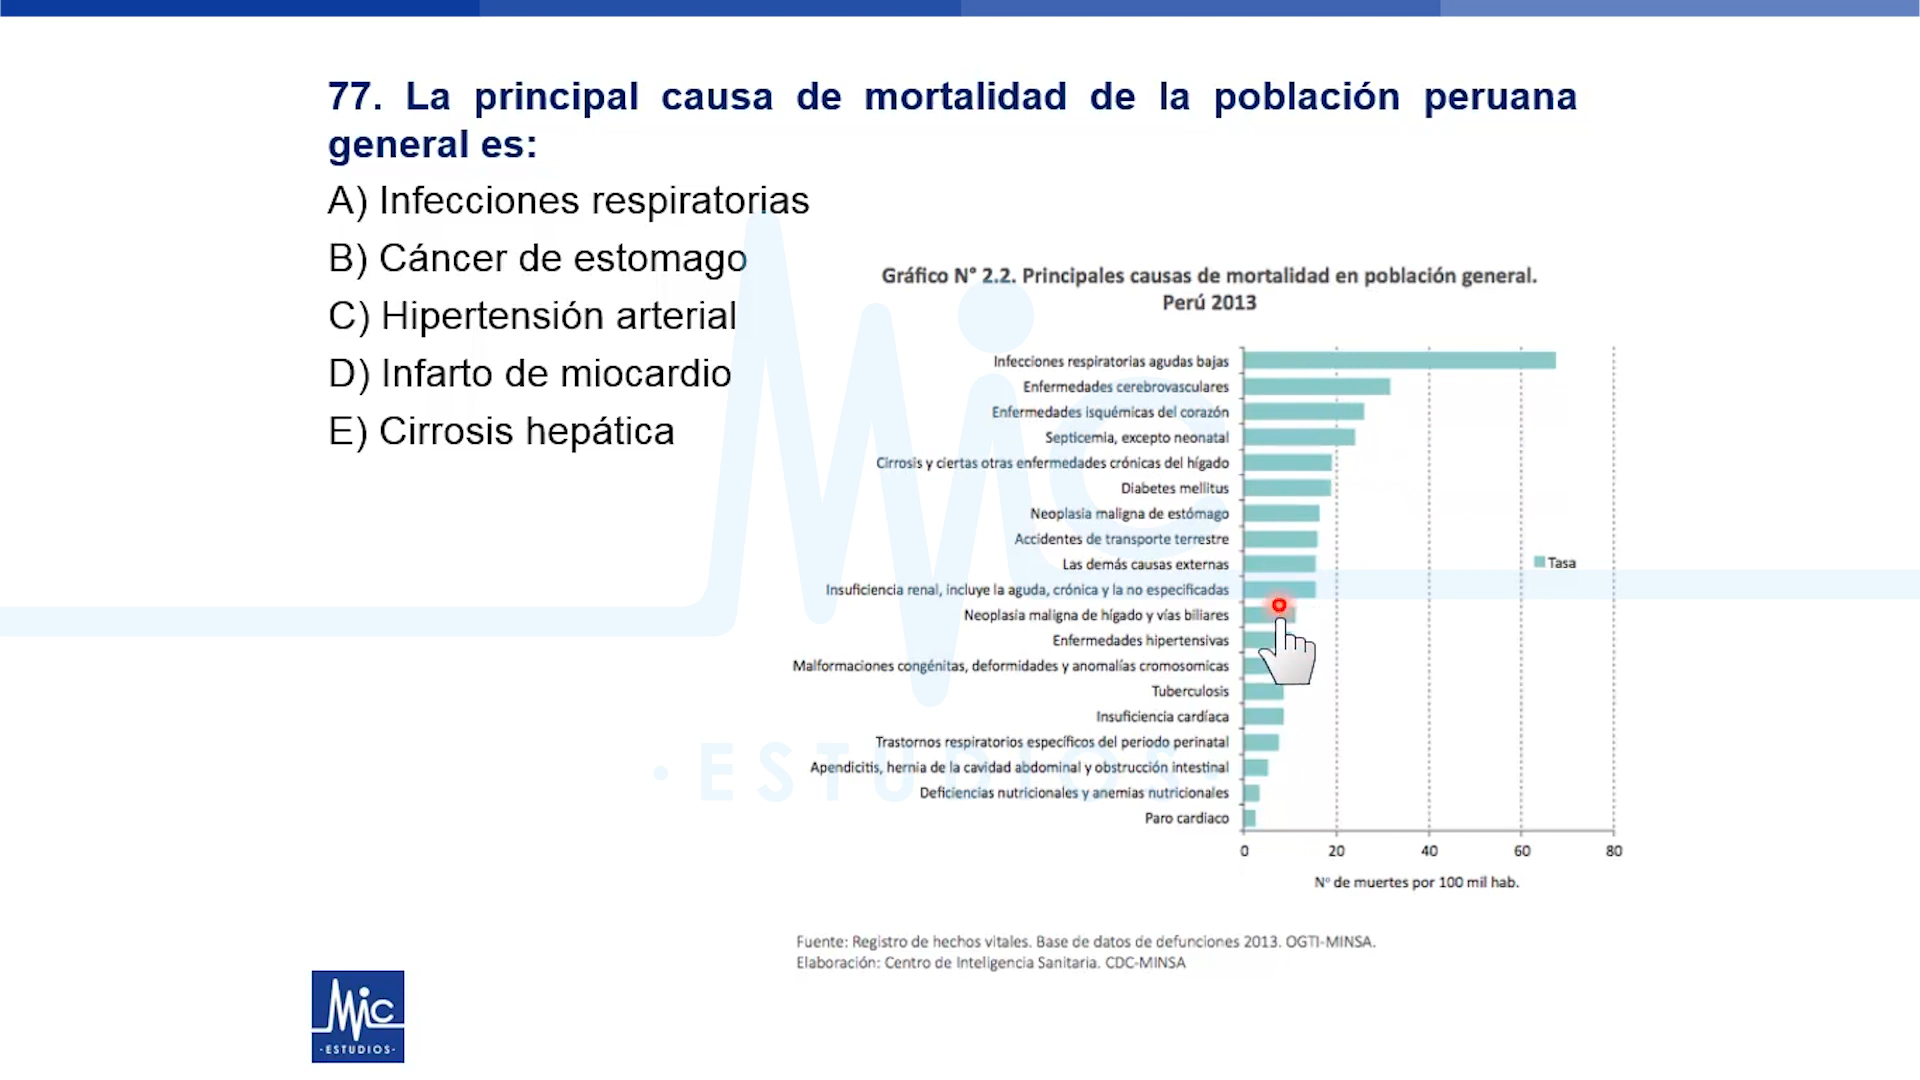 77. La principal causa de mortalidad de la población peruana
general es:
A) Infecciones respiratorias
B) Cáncer de estomago
C) Hipertensión arterial
D) Infarto de miocardio
E) Cirrosis hepática
Gráfico N° 2.2. Principales causas de mortalidad en población general.
Perú 2013
Infecciones respiratorias agudas bajas
Enfermedades cerebrovasculares
Enfermedades isquémicas del corazón
Septicemia, excepto neonatal
Cirrosis y ciertas otras enfermedades crónicas del hígado
Diabetes mellitus
Neoplasia maligna de estómago
Accidentes de transporte terrestre
Las demás causas externas
Tasa
Insuficiencia renal, incluye la aguda, crónica y la no especificadas
Neoplasia maligna de hígado y vías biliares
Enfermedades hipertensivas
Malformaciones congénitas, deformidades y anomalías cromosomicas
Tuberculosis
Insuficiencia cardíaca
Trastornos respiratorios específicos del periodo perinatal
Apendicitis, hernia de la cavidad abdominal y obstrucción intestinal
Deficiencias nutricionales y anemias nutricionales
Paro cardiaco
0 20 40 60 80
N° de muertes por 100 mil hab.
Fuente: Registro de hechos vitales. Base de datos de defunciones 2013. OGTI-MINSA.
Elaboración: Centro de Inteligencia Sanitaria. CDC-MINSA
Mic
·ESTUDIOS·
Mic
·ESTUDIOS·